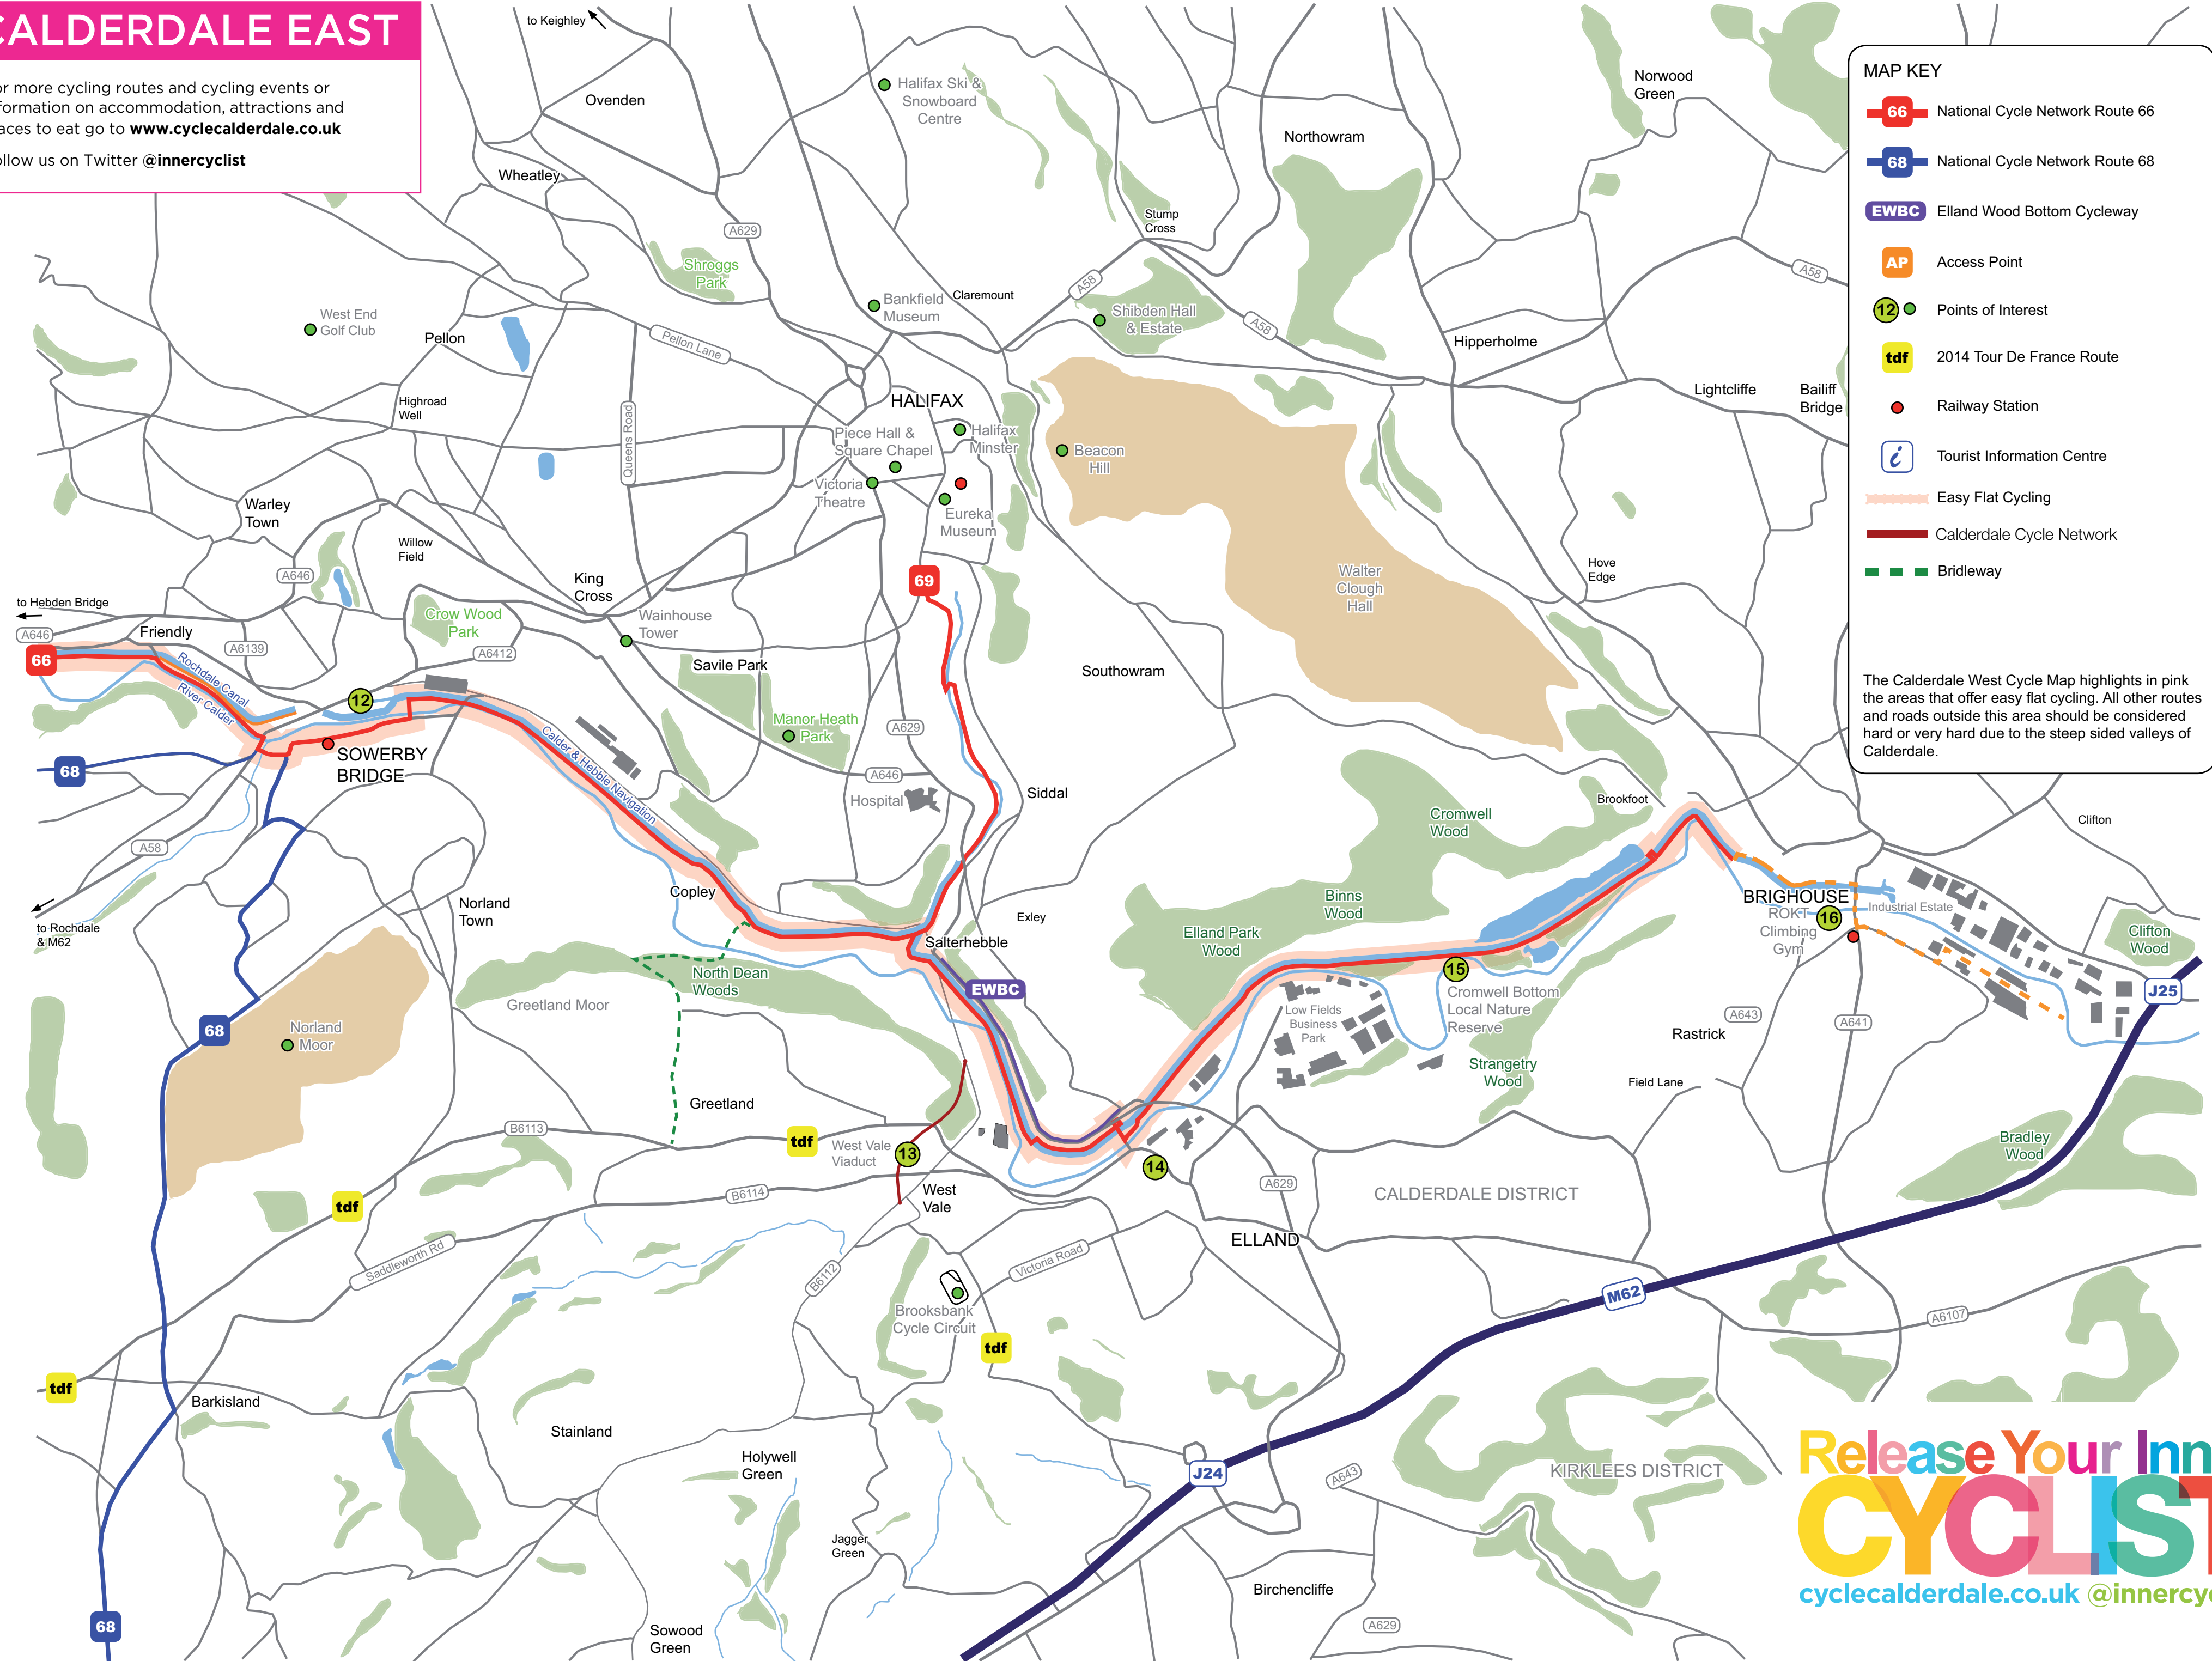 CALDERDALE EAST
or more cycling routes and cycling events or
formation on accommodation, attractions and
aces to eat go to www.cyclecalderdale.co.uk
ollow us on Twitter @innercyclist
to Keighley
Ovenden
Wheatley
Halifax Ski &
Snowboard
Centre
Northowram
Norwood
Green
Stump
Cross
A629
Shroggs
Park
A58
A58
A58
West End
Golf Club
Pellon
Pellon Lane
Bankfield
Museum
Claremount
Shibden Hall
& Estate
Hipperholme
Lightcliffe
Bailiff
Bridge
Highroad
Well
Queens Road
HALIFAX
Piece Hall &
Square Chapel
Halifax
Minster
Victoria
Theatre
Eureka
Museum
Beacon
Hill
Warley
Town
Willow
Field
A646
King
Cross
Walter
Clough
Hall
Hove
Edge
to Hebden Bridge
A646
Friendly
66
A6139
Crow Wood
Park
A6412
Wainhouse
Tower
69
Savile Park
Southowram
Rochdale Canal
River Calder
12
Manor Heath
Park
A629
SOWERBY
BRIDGE
68
Calder & Hebble Navigation
A646
Hospital
Siddal
A58
to Rochdale
& M62
Copley
Norland
Town
Exley
Salterhebble
EWBC
Cromwell
Wood
Brookfoot
Binns
Wood
Elland Park
Wood
BRIGHOUSE
ROKT
Climbing
Gym
16
Industrial Estate
Clifton
Clifton
Wood
J25
15
Cromwell Bottom
Local Nature
Reserve
Low Fields
Business
Park
Strangetry
Wood
Rastrick
A643
A641
Field Lane
Bradley
Wood
North Dean
Woods
Greetland Moor
68
Norland
Moor
Greetland
B6113
tdf
West Vale
Viaduct
13
14
B6114
West
Vale
A629
CALDERDALE DISTRICT
tdf
Saddleworth Rd
B6112
Victoria Road
ELLAND
Brooksbank
Cycle Circuit
tdf
M62
A6107
tdf
Barkisland
Stainland
Holywell
Green
J24
A643
KIRKLEES DISTRICT
Jagger
Green
Birchencliffe
68
Sowood
Green
A629
MAP KEY
66 National Cycle Network Route 66
68 National Cycle Network Route 68
EWBC Elland Wood Bottom Cycleway
AP Access Point
12 Points of Interest
tdf 2014 Tour De France Route
Railway Station
i Tourist Information Centre
Easy Flat Cycling
Calderdale Cycle Network
Bridleway
The Calderdale West Cycle Map highlights in pink
the areas that offer easy flat cycling. All other routes
and roads outside this area should be considered
hard or very hard due to the steep sided valleys of
Calderdale.
Release Your Inn
CYCLIST
cyclecalderdale.co.uk @innercy